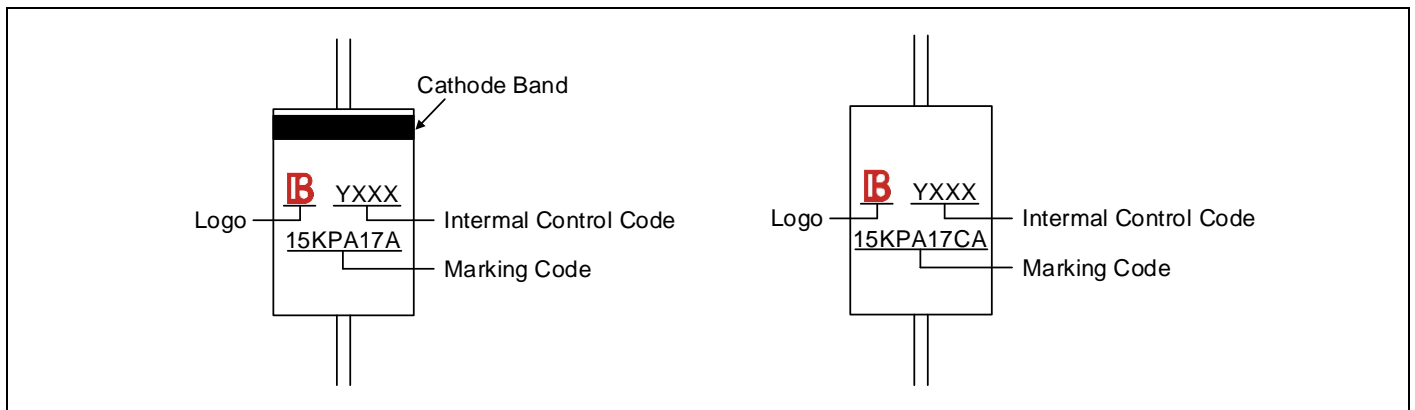 Cathode Band
B YXXX
Logo
Intermal Control Code
15KPA17A
Marking Code
B YXXX
Logo
Intermal Control Code
15KPA17CA
Marking Code